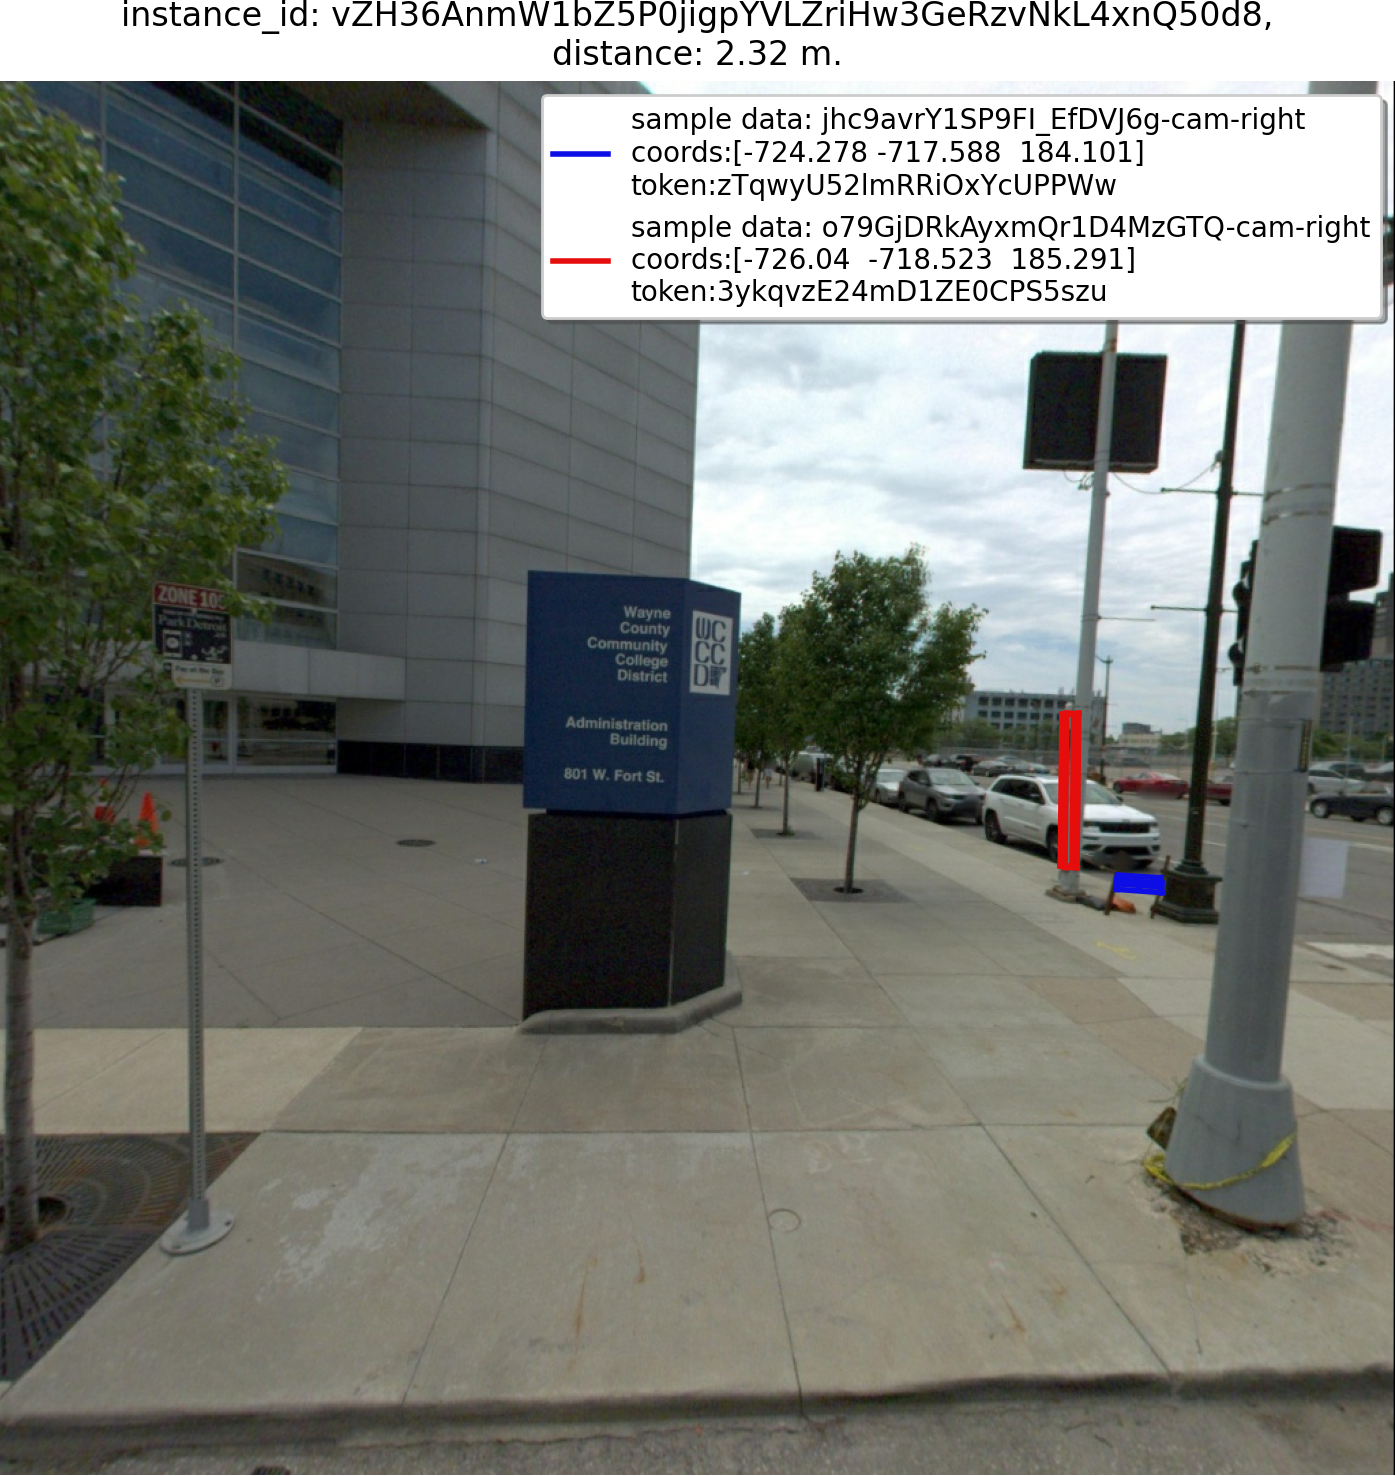 instance_id: vZH36AnmW1bZ5P0jigpYVLZriHw3GeRzvNkL4xnQ50d8,
distance: 2.32 m.
sample data: jhc9avrY1SP9FI_EfDVJ6g-cam-right
coords:[-724.278 -717.588  184.101]
token:zTqwyU52lmRRiOxYcUPPWw
sample data: o79GjDRkAyxmQr1D4MzGTQ-cam-right
coords:[-726.04  -718.523  185.291]
token:3ykqvzE24mD1ZE0CPS5szu
ZONE 10
Park Detroit
Wayne
County
Community
College
District
WC
CC
D
Administration
Building
801 W. Fort St.